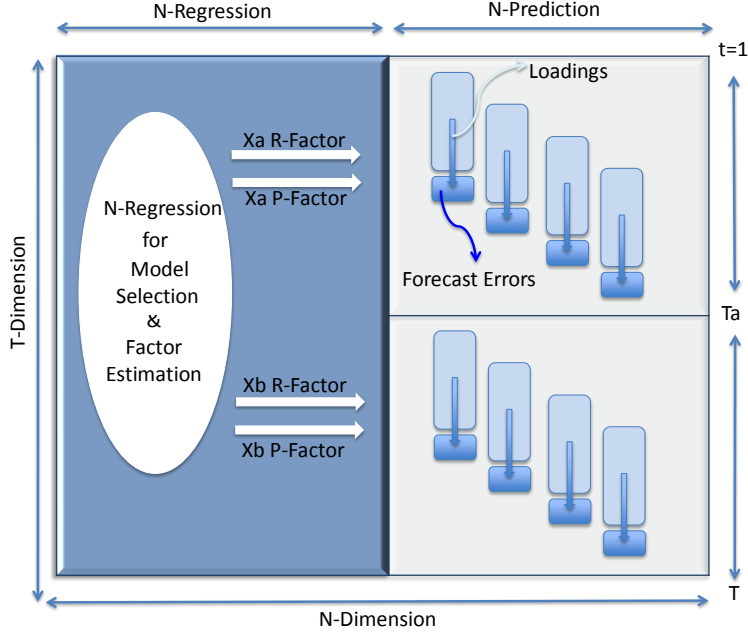 N-Regression
N-Prediction
t=1
Loadings
Xa R-Factor
Xa P-Factor
N-Regression
for
Model
Selection
&
Factor
Estimation
Forecast Errors
T-Dimension
Ta
Xb R-Factor
Xb P-Factor
T
N-Dimension